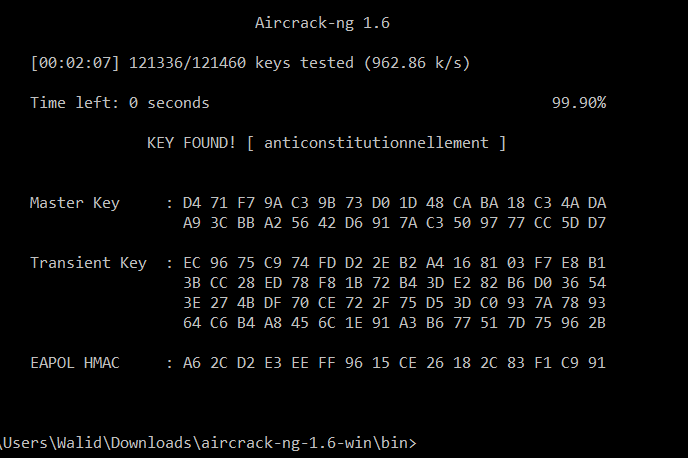 Aircrack-ng 1.6
[00:02:07] 121336/121460 keys tested (962.86 k/s)
Time left: 0 seconds 99.90%
KEY FOUND! [ anticonstitutionnellement ]
Master Key : D4 71 F7 9A C3 9B 73 D0 1D 48 CA BA 18 C3 4A DA
A9 3C BB A2 56 42 D6 91 7A C3 50 97 77 CC 5D D7
Transient Key : EC 96 75 C9 74 FD D2 2E B2 A4 16 81 03 F7 E8 B1
3B CC 28 ED 78 F8 1B 72 B4 3D E2 82 B6 D0 36 54
3E 27 4B DF 70 CE 72 2F 75 D5 3D C0 93 7A 78 93
64 C6 B4 A8 45 6C 1E 91 A3 B6 77 51 7D 75 96 2B
EAPOL HMAC : A6 2C D2 E3 EE FF 96 15 CE 26 18 2C 83 F1 C9 91
\Users\Walid\Downloads\aircrack-ng-1.6-win\bin>